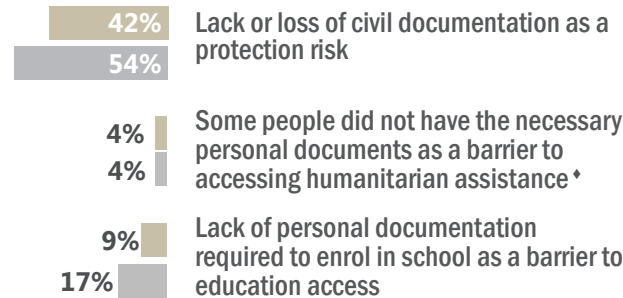 42%
54%
Lack or loss of civil documentation as a
protection risk
4%
4%
Some people did not have the necessary
personal documents as a barrier to
accessing humanitarian assistance♦
9%
17%
Lack of personal documentation
required to enrol in school as a barrier to
education access